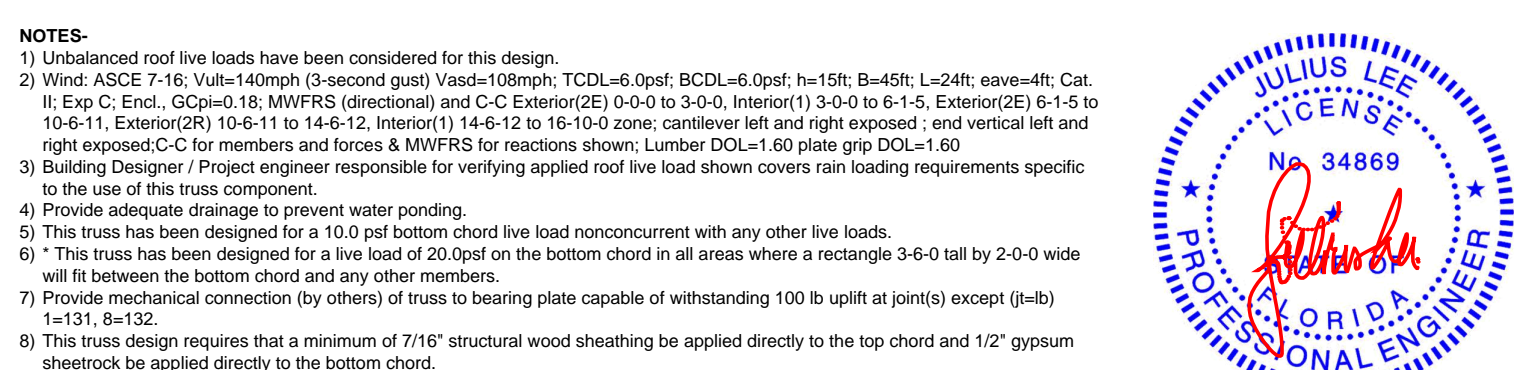 NOTES-
1) Unbalanced roof live loads have been considered for this design.
2) Wind: ASCE 7-16; Vult=140mph (3-second gust) Vasd=108mph; TCDL=6.0psf; BCDL=6.0psf; h=15ft; B=45ft; L=24ft; eave=4ft; Cat.
II; Exp C; Encl., GCpi=0.18; MWFRS (directional) and C-C Exterior(2E) 0-0-0 to 3-0-0, Interior(1) 3-0-0 to 6-1-5, Exterior(2E) 6-1-5 to
10-6-11, Exterior(2R) 10-6-11 to 14-6-12, Interior(1) 14-6-12 to 16-10-0 zone; cantilever left and right exposed ; end vertical left and
right exposed;C-C for members and forces & MWFRS for reactions shown; Lumber DOL=1.60 plate grip DOL=1.60
3) Building Designer / Project engineer responsible for verifying applied roof live load shown covers rain loading requirements specific
to the use of this truss component.
4) Provide adequate drainage to prevent water ponding.
5) This truss has been designed for a 10.0 psf bottom chord live load nonconcurrent with any other live loads.
6) * This truss has been designed for a live load of 20.0psf on the bottom chord in all areas where a rectangle 3-6-0 tall by 2-0-0 wide
will fit between the bottom chord and any other members.
7) Provide mechanical connection (by others) of truss to bearing plate capable of withstanding 100 lb uplift at joint(s) except (jt=lb)
1=131, 8=132.
8) This truss design requires that a minimum of 7/16" structural wood sheathing be applied directly to the top chord and 1/2" gypsum
sheetrock be applied directly to the bottom chord.
JULIUS LEE
LICENSE
No 34869
STATE OF
FLORIDA
PROFESSIONAL ENGINEER